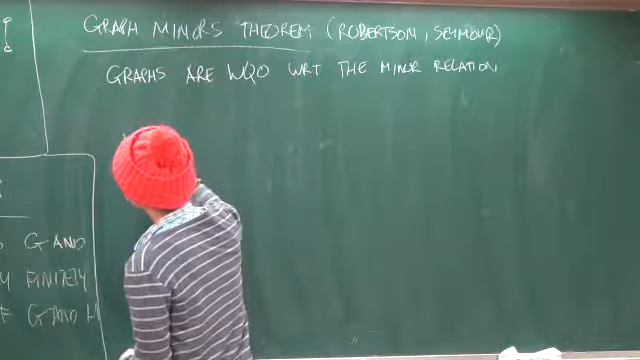 GRAPH MINORS THEOREM (ROBERTSON, SEYMOUR)
GRAPHS ARE WQO WRT THE MINOR RELATION
G AND
FINITELY
G AND H